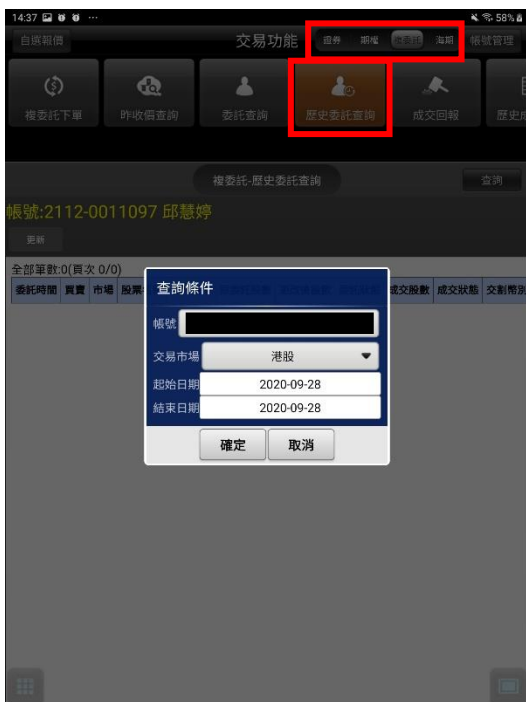 14:37 58%
自選報價 交易功能 證券 期權 複委託 海期 帳號管理
複委託下單 昨收價查詢 委託查詢 歷史委託查詢 成交回報 歷史
複委託-歷史委託查詢 查詢
帳號:2112-0011097 邱慧婷
更新
全部筆數:0(頁次 0/0)
委託時間 買賣 市場 股票 成交股數 成交狀態 交割幣別
查詢條件
帳號
交易市場 港股
起始日期 2020-09-28
結束日期 2020-09-28
確定 取消